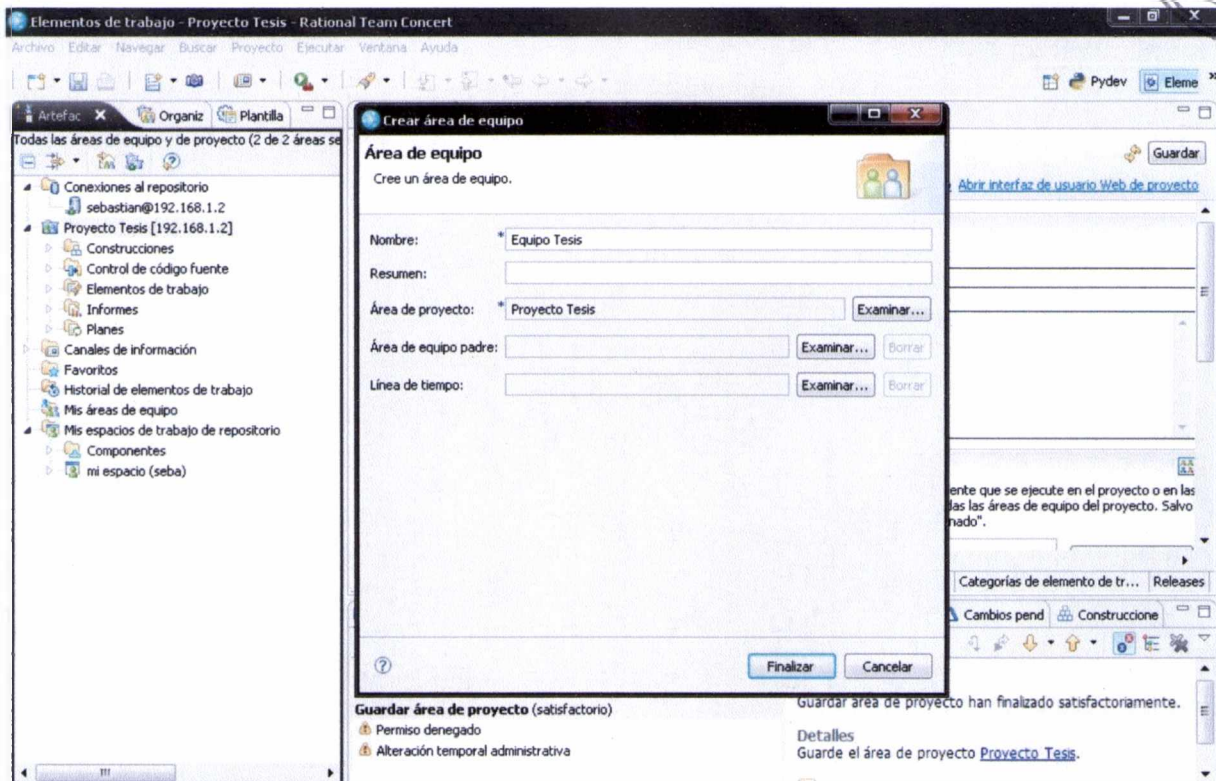 Elementos de trabajo - Proyecto Tesis - Rational Team Concert
Archivo Editar Navegar Buscar Proyecto Ejecutar Ventana Ayuda
Pydev Eleme
Artefac Organiz Plantilla
Todas las áreas de equipo y de proyecto (2 de 2 áreas se
Conexiones al repositorio
sebastian@192.168.1.2
Proyecto Tesis [192.168.1.2]
Construcciones
Control de código fuente
Elementos de trabajo
Informes
Planes
Canales de información
Favoritos
Historial de elementos de trabajo
Mis áreas de equipo
Mis espacios de trabajo de repositorio
Componentes
mi espacio (seba)
Crear área de equipo
Área de equipo
Cree un área de equipo.
Nombre: * Equipo Tesis
Resumen:
Área de proyecto: * Proyecto Tesis Examinar...
Área de equipo padre: Examinar... Borrar
Línea de tiempo: Examinar... Borrar
Finalizar Cancelar
Guardar
Abrir interfaz de usuario Web de proyecto
ente que se ejecute en el proyecto o en las
las las áreas de equipo del proyecto. Salvo
nado".
Categorías de elemento de tr... Releases
Cambios pend Construccione
Guardar área de proyecto (satisfactorio)
Permiso denegado
Alteración temporal administrativa
Guardar área de proyecto han finalizado satisfactoriamente.
Detalles
Guarde el área de proyecto Proyecto Tesis.